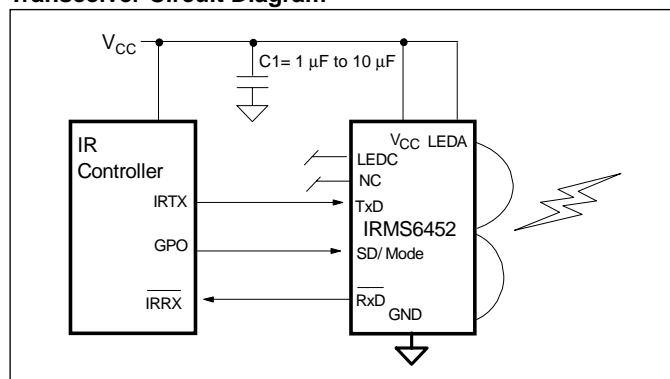 Transceiver Circuit Diagram
VCC
C1= 1 µF to 10 µF
IR
Controller
IRTX
GPO
IRRX
VCC LEDA
LEDC
NC
TxD
IRMS6452
SD/ Mode
RxD
GND